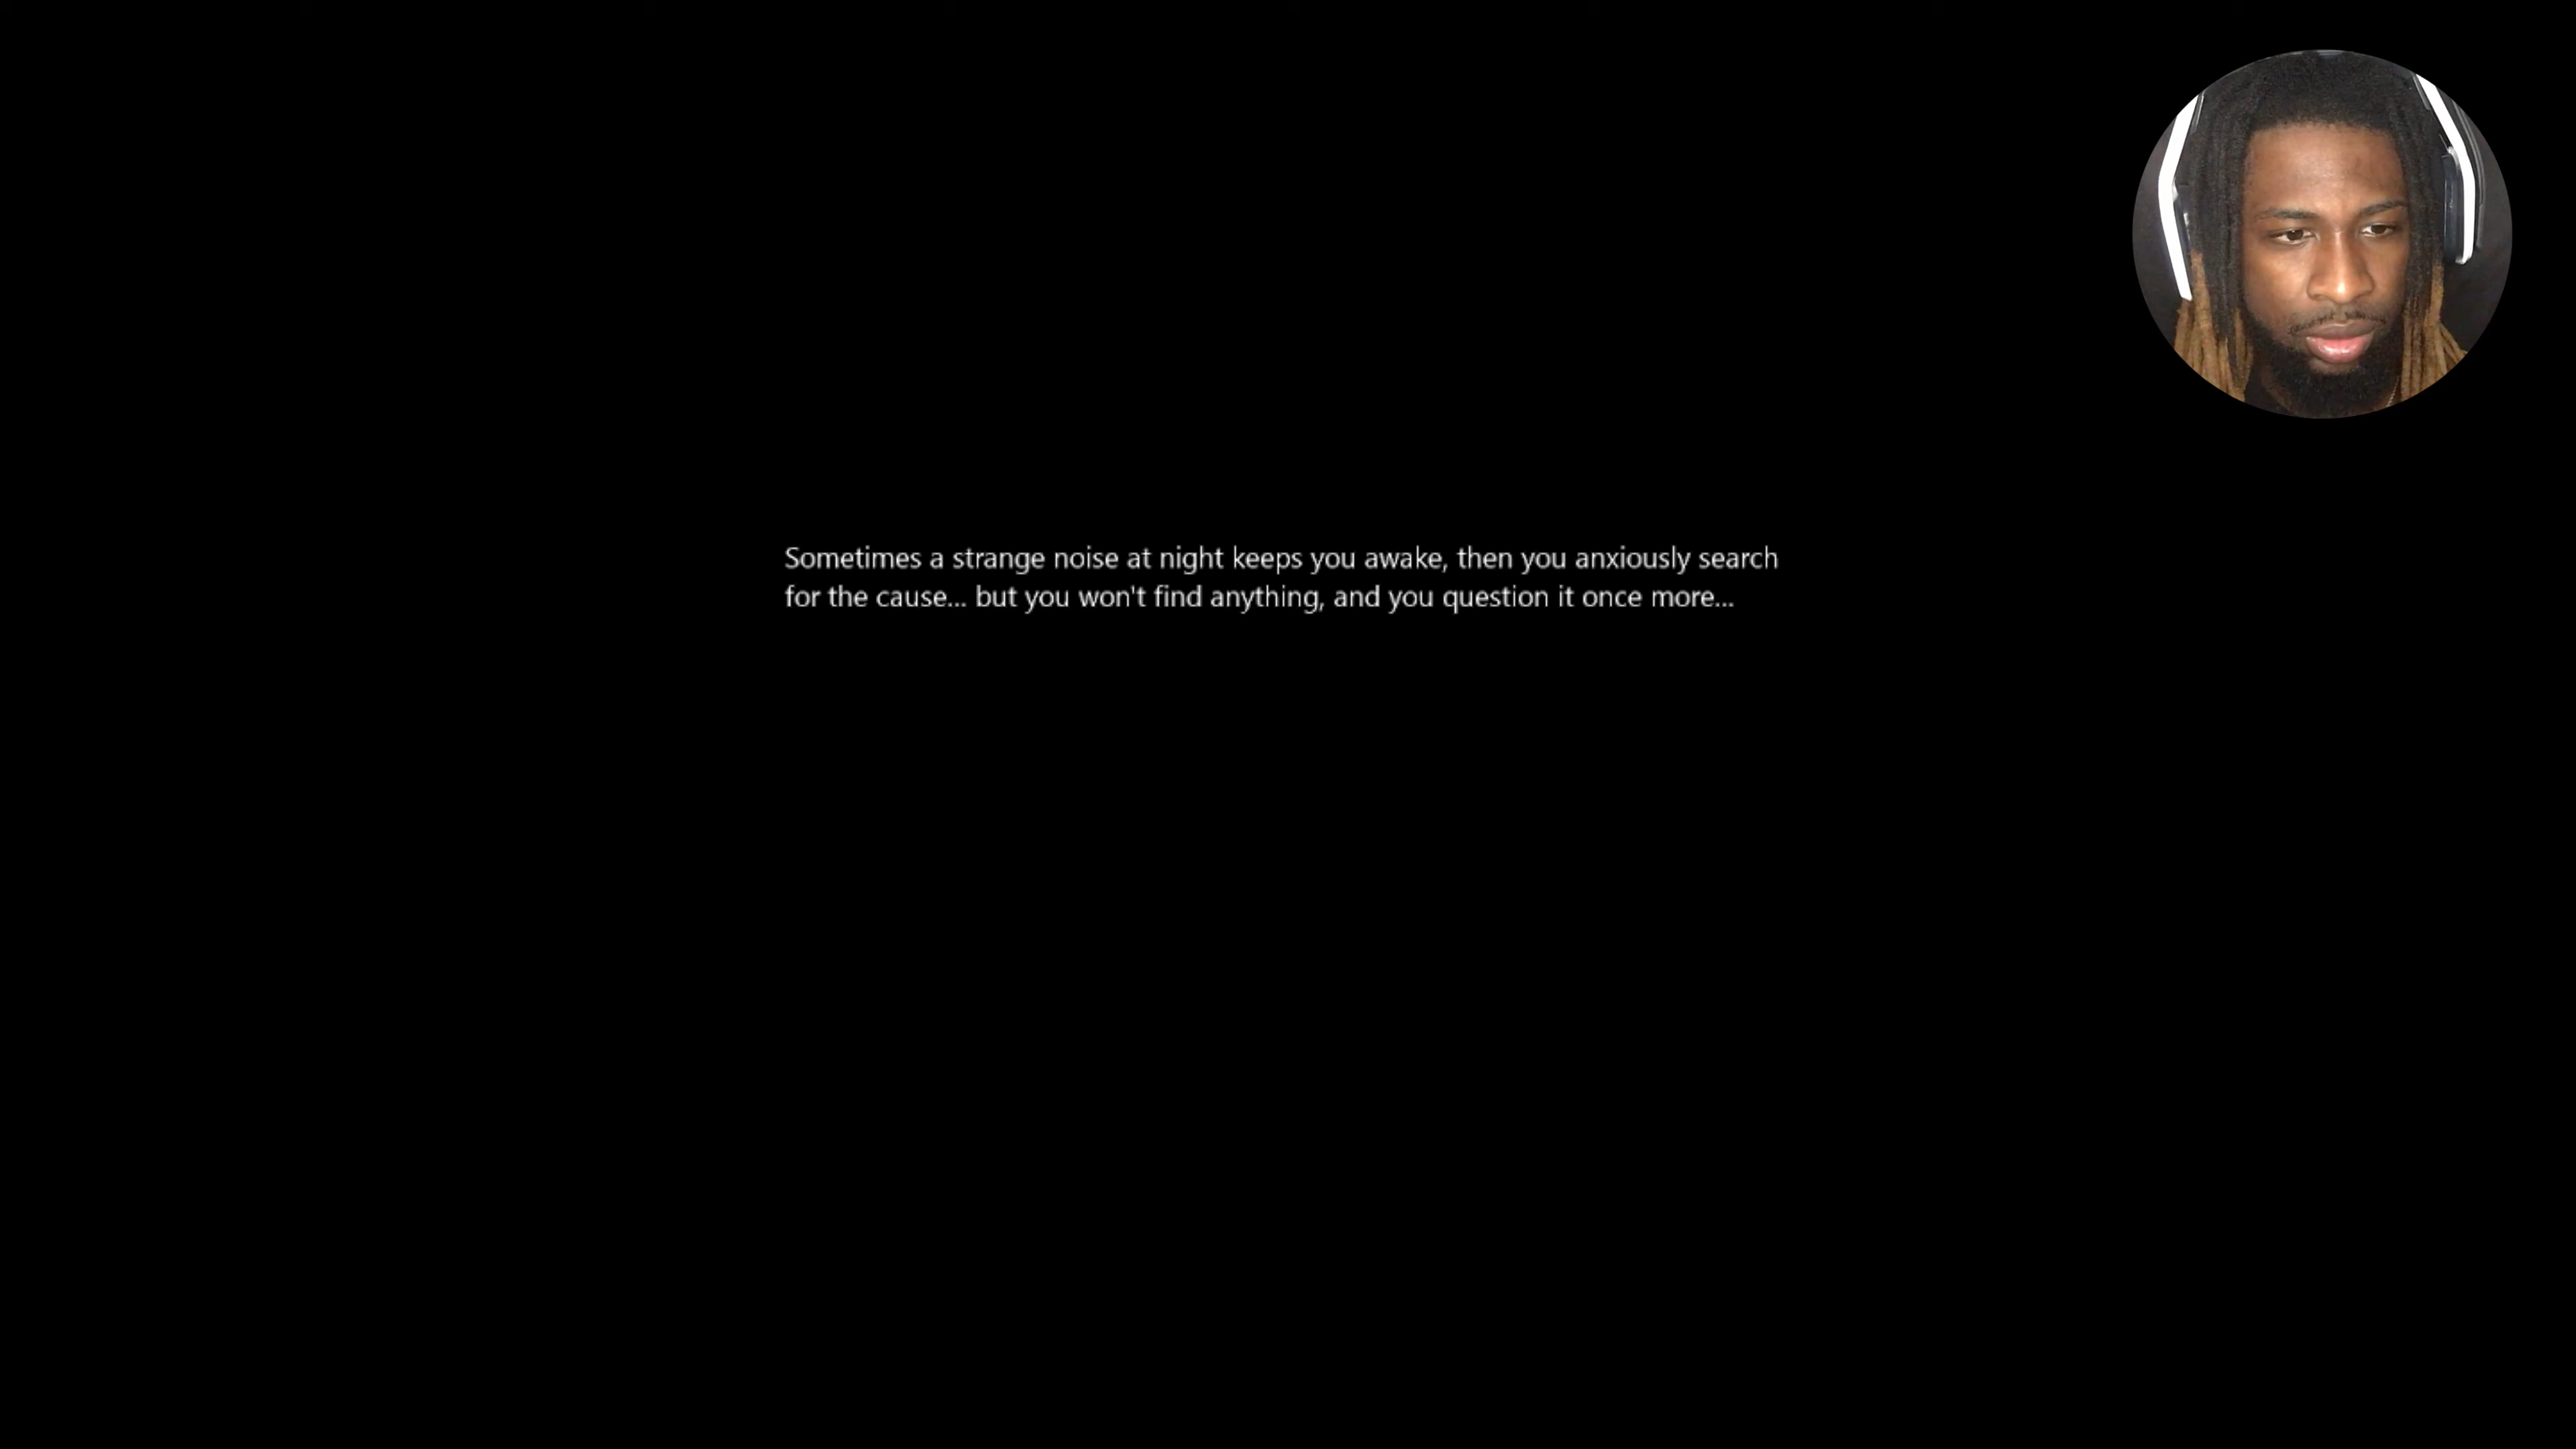 Sometimes a strange noise at night keeps you awake, then you anxiously search
for the cause... but you won't find anything, and you question it once more...